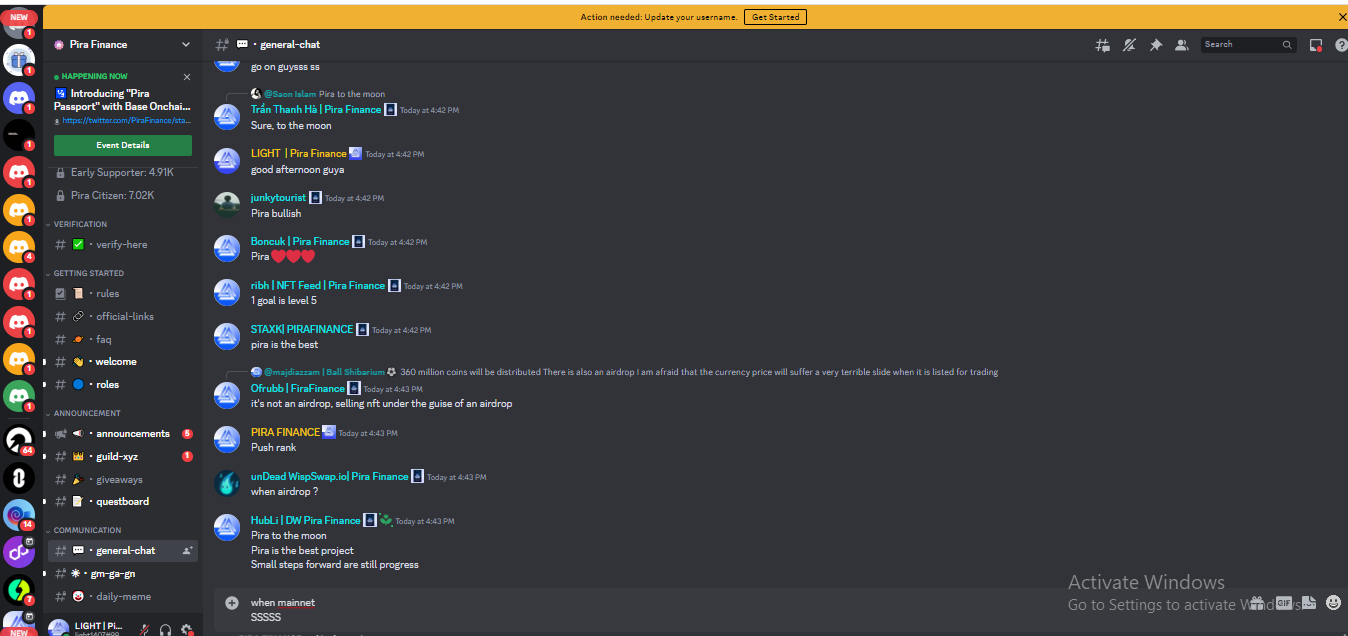 Action needed: Update your username. Get Started
NEW
1
1
1
1
1
1
4
1
1
1
1
64
14
7
NEW
Pira Finance
HAPPENING NOW
Introducing "Pira
Passport" with Base Onchai...
https://twitter.com/PiraFinance/sta...
Event Details
Early Supporter: 4.91K
Pira Citizen: 7.02K
VERIFICATION
verify-here
GETTING STARTED
rules
official-links
faq
welcome
roles
ANNOUNCEMENT
announcements 5
guild-xyz 1
giveaways
questboard
COMMUNICATION
general-chat
gm-ga-gn
daily-meme
LIGHT | Pi...
general-chat
Search
go on guysss ss
@Saon Islam Pira to the moon
Trần Thanh Hà | Pira Finance Today at 4:42 PM
Sure, to the moon
LIGHT | Pira Finance Today at 4:42 PM
good afternoon guya
junkytourist Today at 4:42 PM
Pira bullish
Boncuk | Pira Finance Today at 4:42 PM
Pira ❤❤❤
ribh | NFT Feed | Pira Finance Today at 4:42 PM
1 goal is level 5
STAXK| PIRAFINANCE Today at 4:42 PM
pira is the best
@majdiazzam | Ball Shibarium ⚽ 360 million coins will be distributed There is also an airdrop I am afraid that the currency price will suffer a very terrible slide when it is listed for trading
Ofrubb | FiraFinance Today at 4:43 PM
it's not an airdrop, selling nft under the guise of an airdrop
PIRA FINANCE Today at 4:43 PM
Push rank
unDead WispSwap.io| Pira Finance Today at 4:43 PM
when airdrop ?
HubLi | DW Pira Finance Today at 4:43 PM
Pira to the moon
Pira is the best project
Small steps forward are still progress
when mainnet
SSSSS
Activate Windows
Go to Settings to activate Windows.
GIF